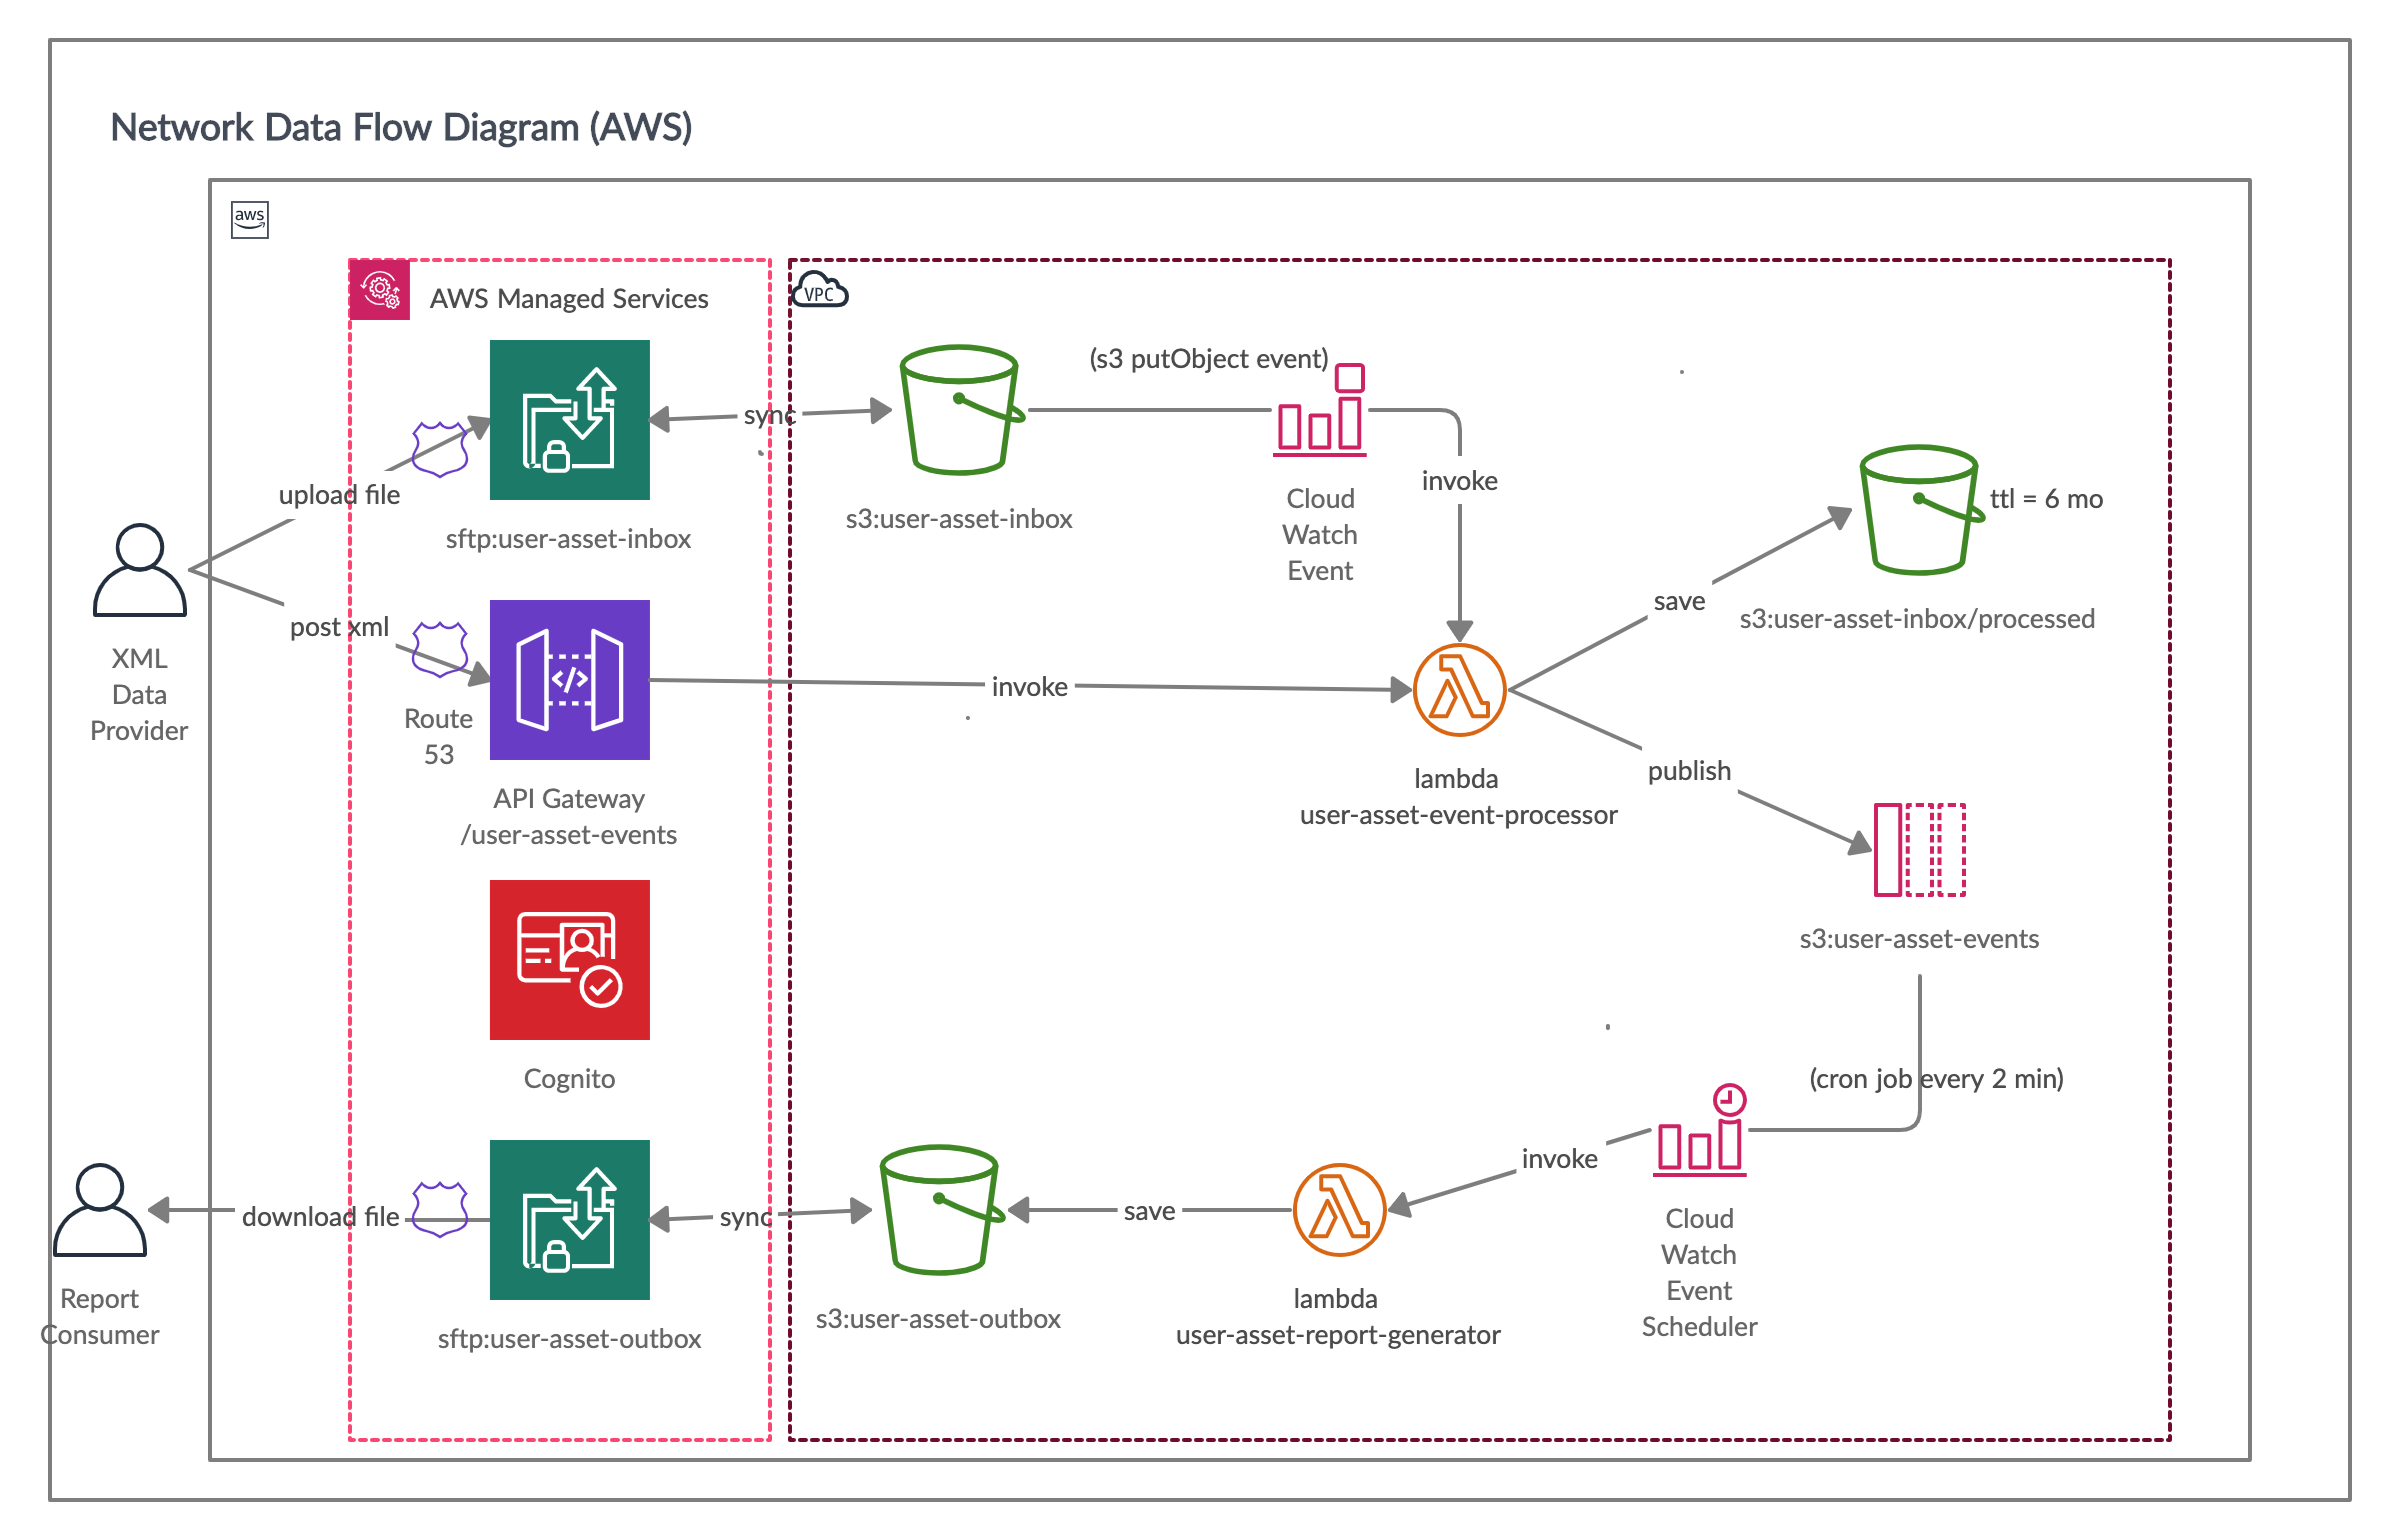 Network Data Flow Diagram (AWS)
aws
AWS Managed Services
VPC
(s3 putObject event)
sync
invoke
upload file
s3:user-asset-inbox
Cloud
Watch
Event
ttl = 6 mo
sftp:user-asset-inbox
save
s3:user-asset-inbox/processed
post xml
XML
Data
Provider
invoke
Route
53
lambda
user-asset-event-processor
publish
API Gateway
/user-asset-events
s3:user-asset-events
Cognito
(cron job every 2 min)
invoke
download file
sync
save
Cloud
Watch
Event
Scheduler
Report
Consumer
sftp:user-asset-outbox
s3:user-asset-outbox
lambda
user-asset-report-generator